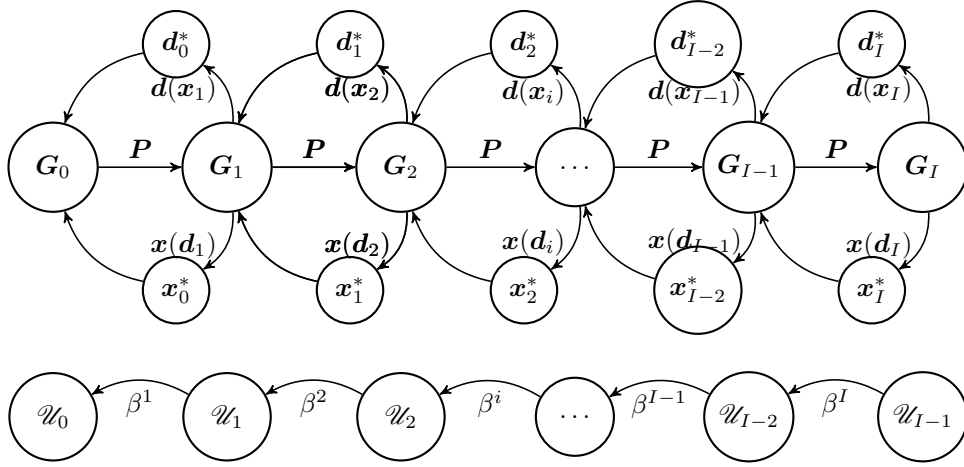 d*_0 d*_1 d*_2 d*_{I−2} d*_I
d(x_1) d(x_2) d(x_i) d(x_{I−1}) d(x_I)
G_0 P G_1 P G_2 P ⋯ P G_{I−1} P G_I
x(d_1) x(d_2) x(d_i) x(d_{I−1}) x(d_I)
x*_0 x*_1 x*_2 x*_{I−2} x*_I
𝒰_0 β^1 𝒰_1 β^2 𝒰_2 β^i ⋯ β^{I−1} 𝒰_{I−2} β^I 𝒰_{I−1}